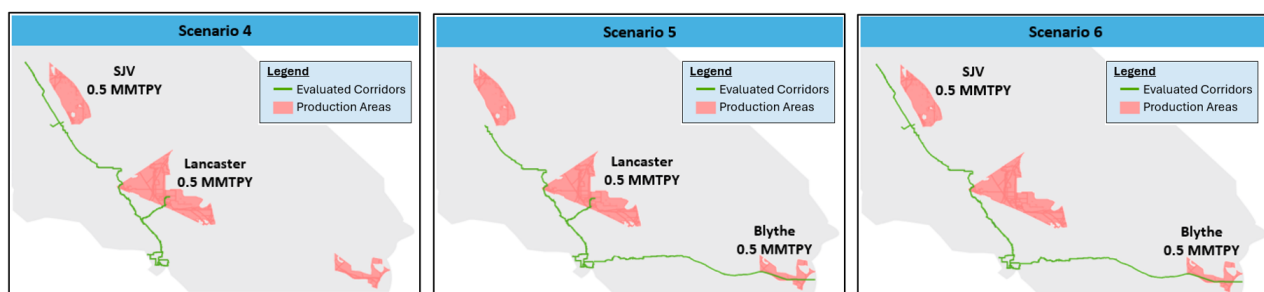 Scenario 4
SJV
0.5 MMTPY
Legend
Evaluated Corridors
Production Areas
Lancaster
0.5 MMTPY
Scenario 5
Legend
Evaluated Corridors
Production Areas
Lancaster
0.5 MMTPY
Blythe
0.5 MMTPY
Scenario 6
SJV
0.5 MMTPY
Legend
Evaluated Corridors
Production Areas
Blythe
0.5 MMTPY